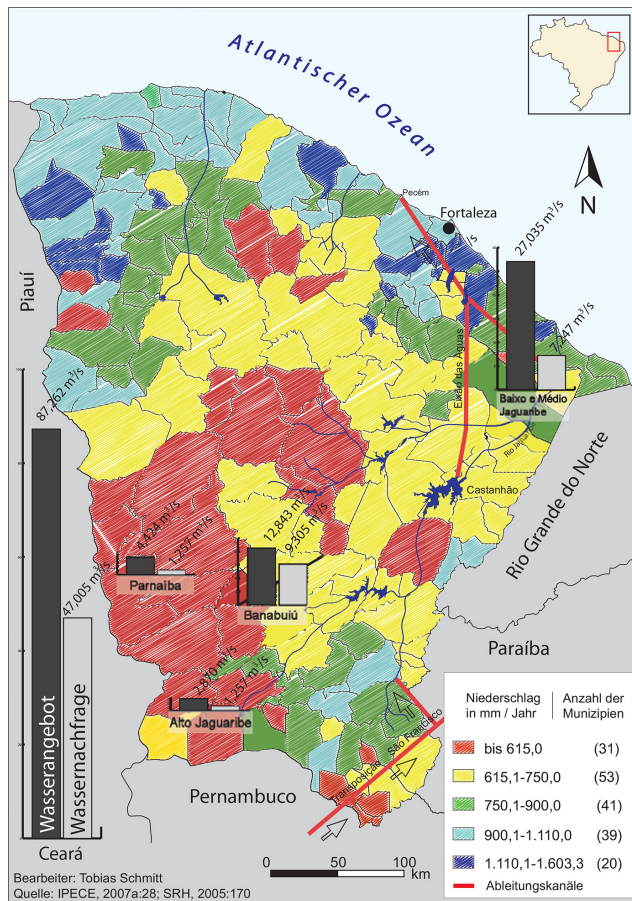 Atlantischer Ozean
Pecém
Fortaleza
N
Piauí
27,035 m³/s
7,247 m³/s
Baixo e Médio
Jaguaribe
Eixão das Águas
Rio Jaguaribe
Castanhão
Rio Grande do Norte
87,262 m³/s
47,005 m³/s
4,424 m³/s
1,257 m³/s
Parnaíba
12,843 m³/s
9,305 m³/s
Banabuiú
2,870 m³/s
1,257 m³/s
Alto Jaguaribe
Paraíba
Pernambuco
Transposição São Francisco
Wasserangebot
Wassernachfrage
Ceará
Niederschlag
in mm / Jahr
Anzahl der
Munizipien
bis 615,0 (31)
615,1-750,0 (53)
750,1-900,0 (41)
900,1-1.110,0 (39)
1.110,1-1.603,3 (20)
Ableitungskanäle
0 50 100
km
Bearbeiter: Tobias Schmitt
Quelle: IPECE, 2007a:28; SRH, 2005:170